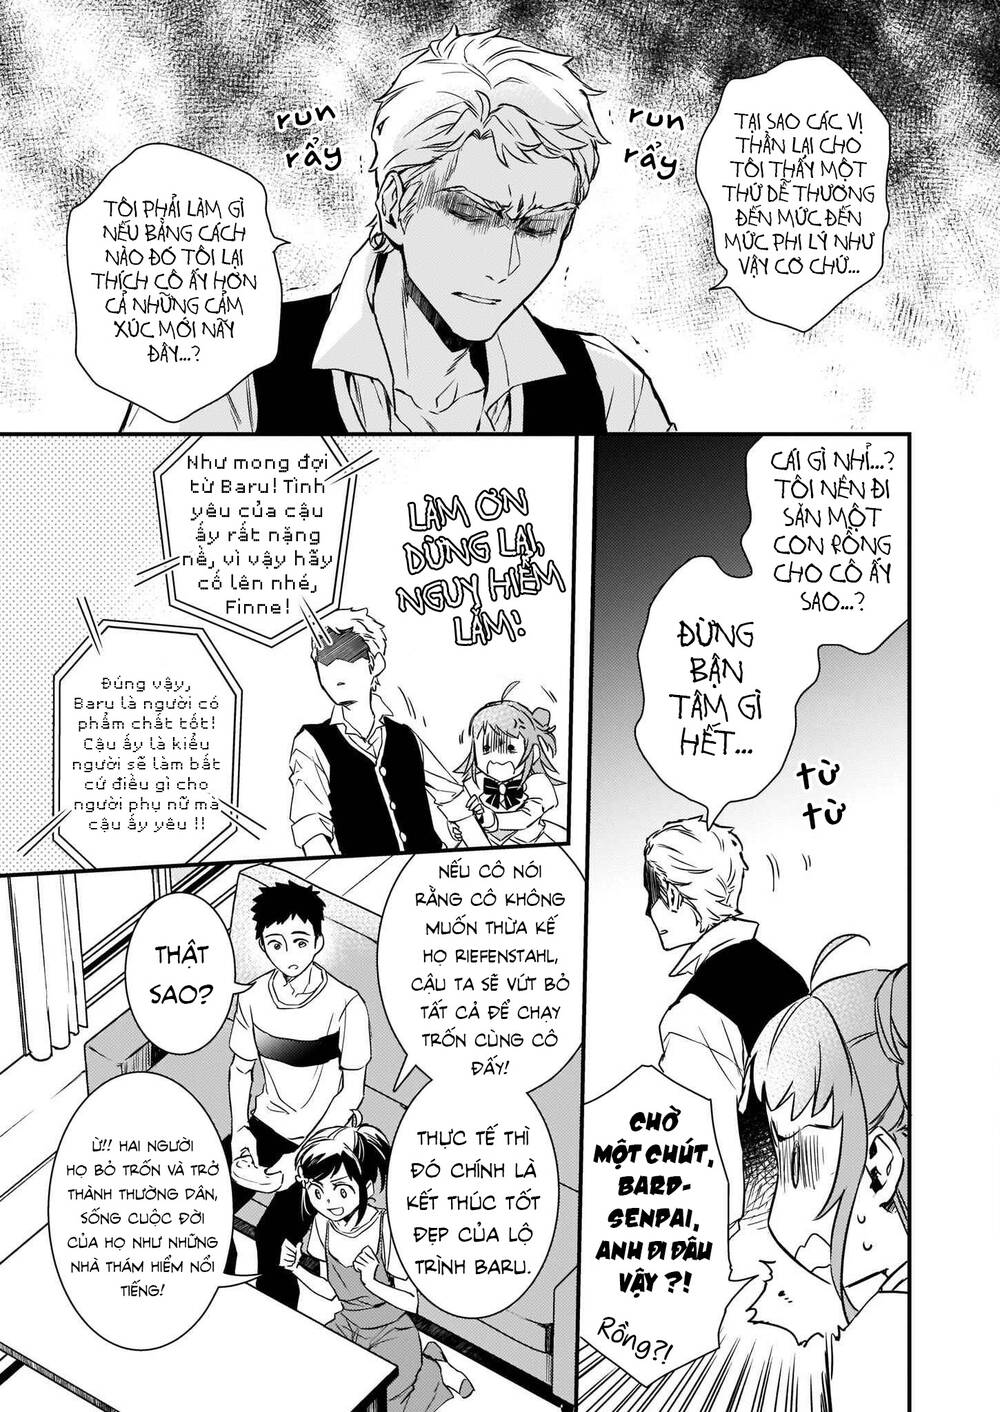 TẠI SAO CÁC VỊ
THẦN LẠI CHO
TÔI THẤY MỘT
THỨ DỄ THƯƠNG
ĐẾN MỨC ĐẾN
MỨC PHI LÝ NHƯ
VẬY CƠ CHỨ...
run
rẩy
run
rẩy
TÔI PHẢI LÀM GÌ
NẾU BẰNG CÁCH
NÀO ĐÓ TÔI LẠI
THÍCH CÔ ẤY HƠN
CẢ NHỮNG CẢM
XÚC MỚI NÃY
ĐÂY...?
CÁI GÌ NHỈ...?
TÔI NÊN ĐI
SĂN MỘT
CON RỒNG
CHO CÔ ẤY
SAO...?
ĐỪNG
BẬN
TÂM GÌ
HẾT...
từ
từ
CHỜ
MỘT CHÚT,
BARD-
SENPAI,
ANH ĐI ĐÂU
VẬY ?!
Rồng?!
LÀM ƠN
DỪNG LẠI,
NGUY HIỂM
LẮM!
Như mong đợi
từ Baru! Tình
yêu của cậu
ấy rất nặng
nề, vì vậy hãy
cố lên nhé,
Finne!
Đúng vậy,
Baru là người có
phẩm chất tốt!
Cậu ấy là kiểu
người sẽ làm bất
cứ điều gì cho
người phụ nữ mà
cậu ấy yêu !!
NẾU CÔ NÓI
RẰNG CÔ KHÔNG
MUỐN THỪA KẾ
HỌ RIEFENSTAHL,
CẬU TA SẼ VỨT BỎ
TẤT CẢ ĐỂ CHẠY
TRỐN CÙNG CÔ
ĐẤY!
THỰC TẾ THÌ
ĐÓ CHÍNH LÀ
KẾT THÚC TỐT
ĐẸP CỦA LỘ
TRÌNH BARU.
THẬT
SAO?
Ừ!! HAI NGƯỜI
HỌ BỎ TRỐN VÀ TRỞ
THÀNH THƯỜNG DÂN,
SỐNG CUỘC ĐỜI
CỦA HỌ NHƯ NHỮNG
NHÀ THÁM HIỂM NỔI
TIẾNG!